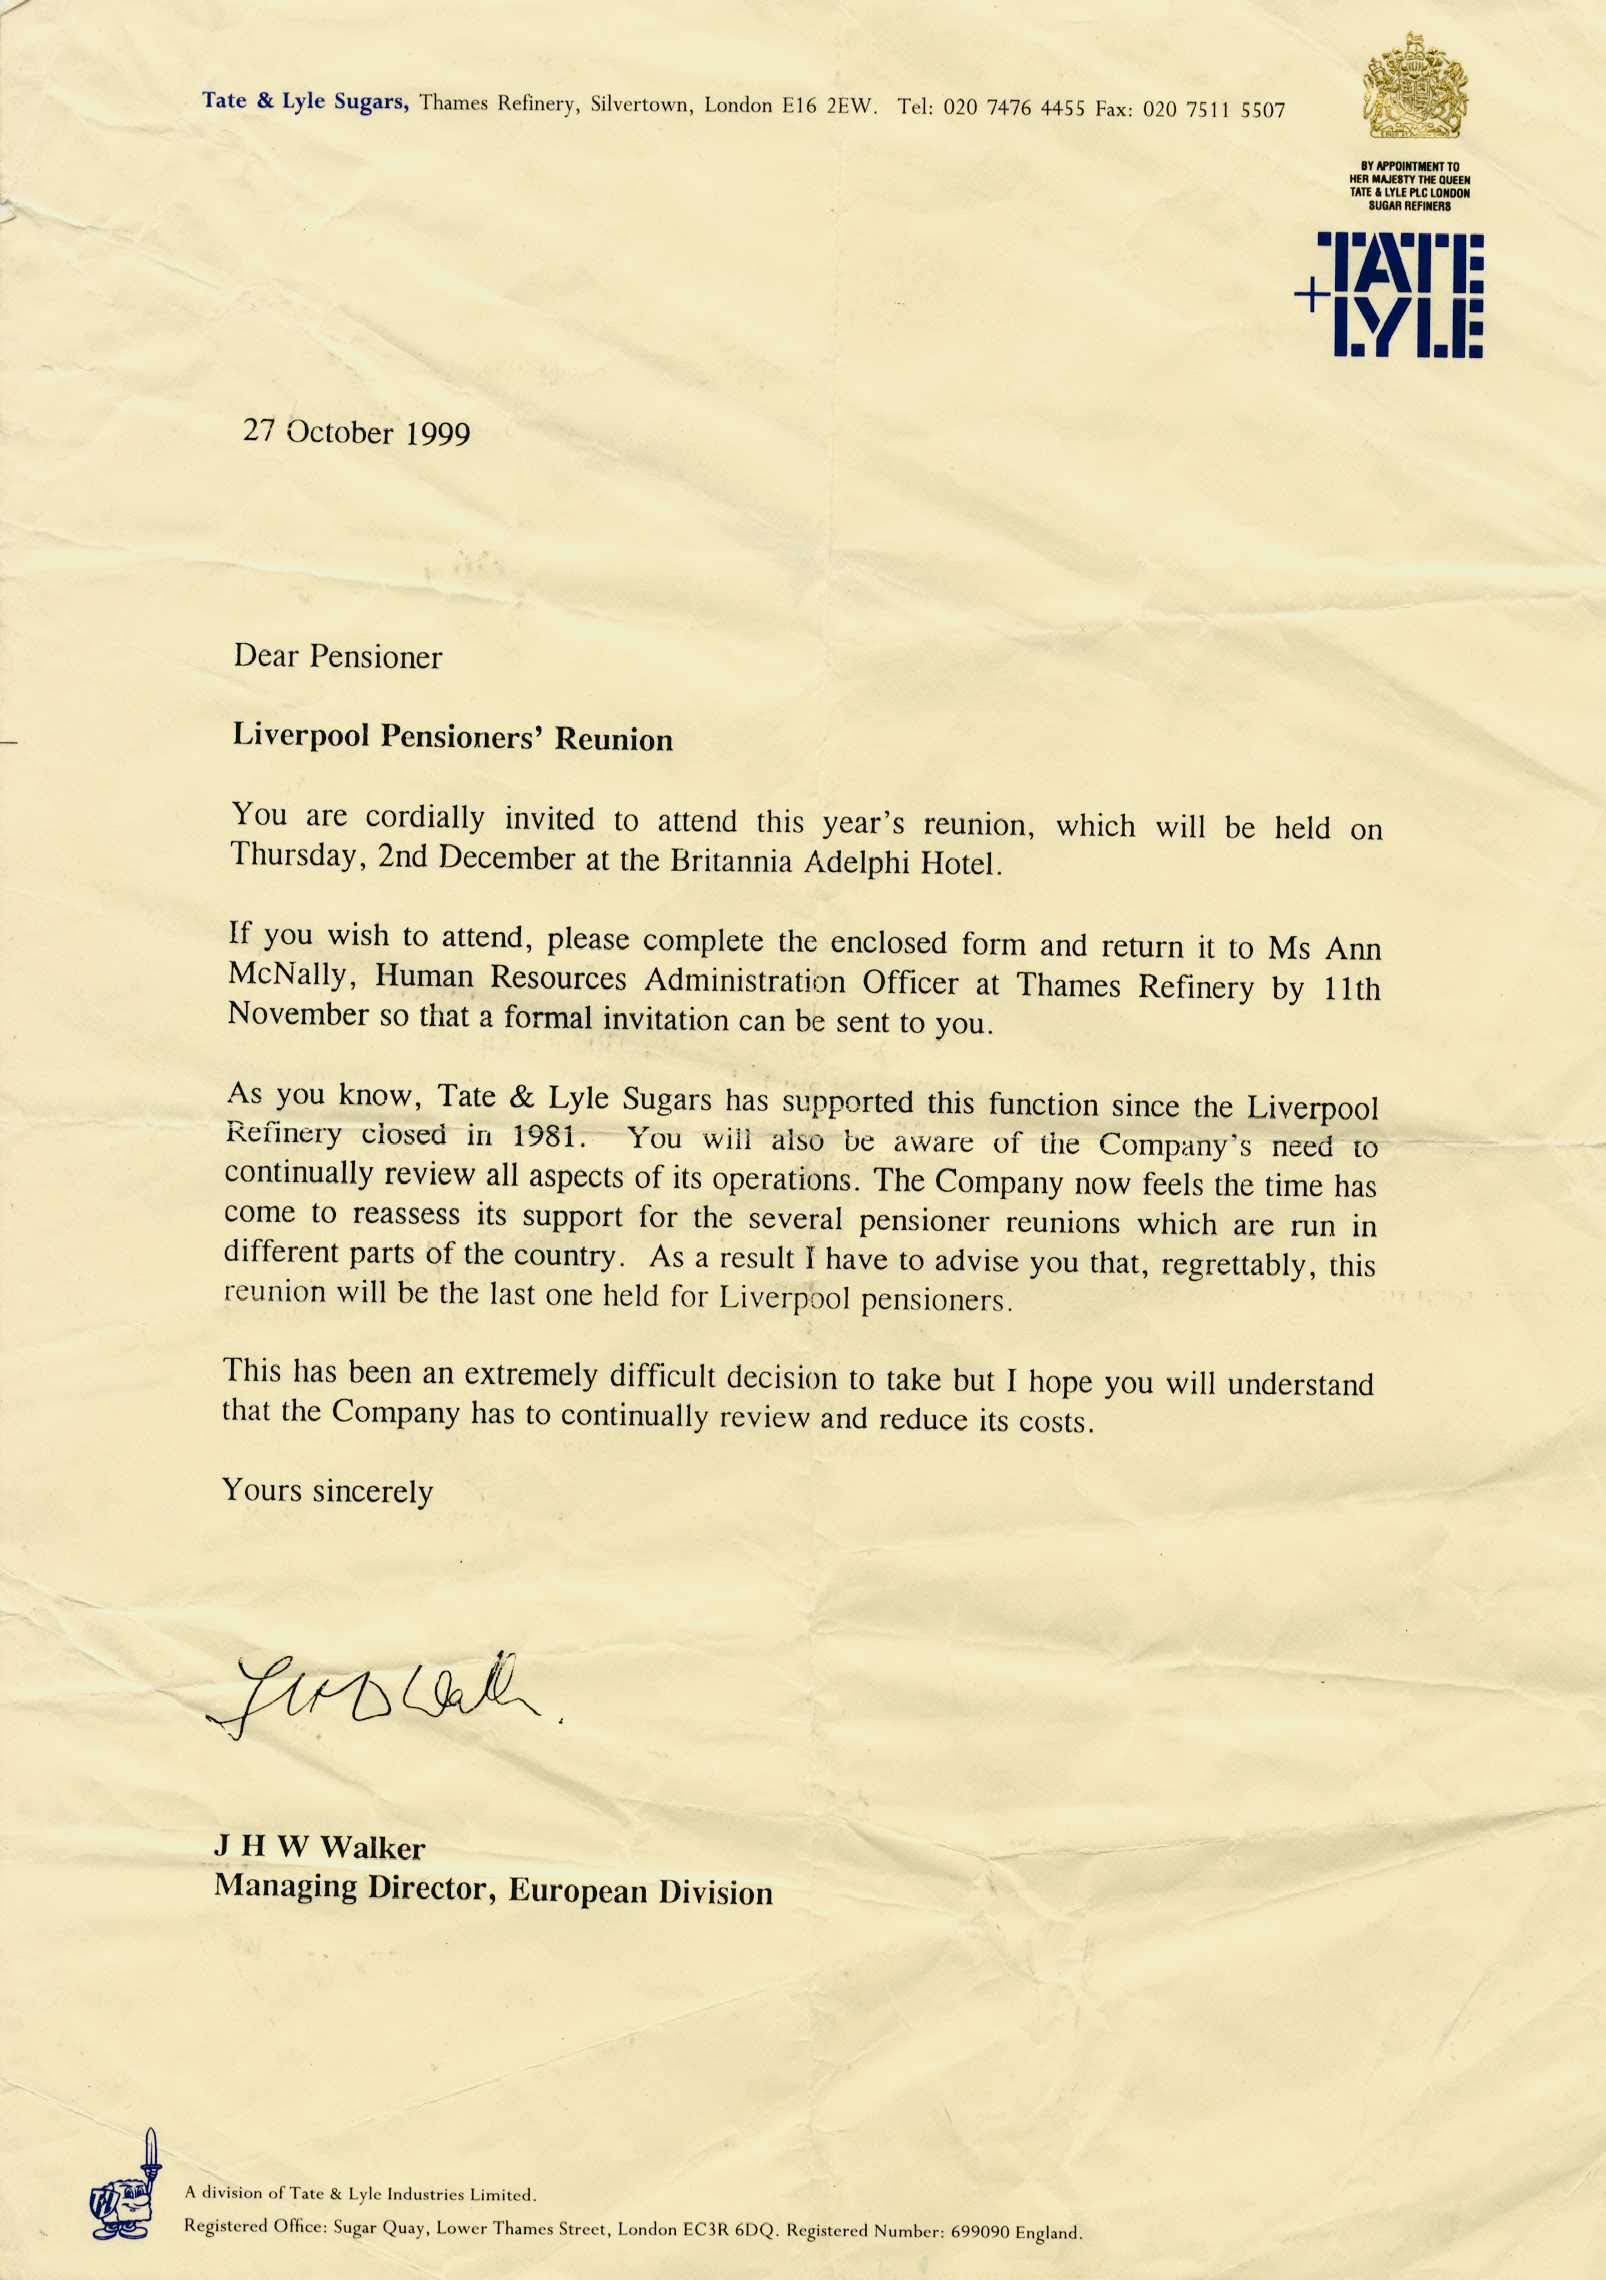 Tate & Lyle Sugars, Thames Refinery, Silvertown, London E16 2EW. Tel: 020 7476 4455 Fax: 020 7511 5507
BY APPOINTMENT TO
HER MAJESTY THE QUEEN
TATE & LYLE PLC LONDON
SUGAR REFINERS
TATE
+LYLE
27 October 1999
Dear Pensioner
Liverpool Pensioners' Reunion
You are cordially invited to attend this year's reunion, which will be held on
Thursday, 2nd December at the Britannia Adelphi Hotel.
If you wish to attend, please complete the enclosed form and return it to Ms Ann
McNally, Human Resources Administration Officer at Thames Refinery by 11th
November so that a formal invitation can be sent to you.
As you know, Tate & Lyle Sugars has supported this function since the Liverpool
Refinery closed in 1981. You will also be aware of the Company's need to
continually review all aspects of its operations. The Company now feels the time has
come to reassess its support for the several pensioner reunions which are run in
different parts of the country. As a result I have to advise you that, regrettably, this
reunion will be the last one held for Liverpool pensioners.
This has been an extremely difficult decision to take but I hope you will understand
that the Company has to continually review and reduce its costs.
Yours sincerely
J H W Walker
Managing Director, European Division
A division of Tate & Lyle Industries Limited.
Registered Office: Sugar Quay, Lower Thames Street, London EC3R 6DQ. Registered Number: 699090 England.